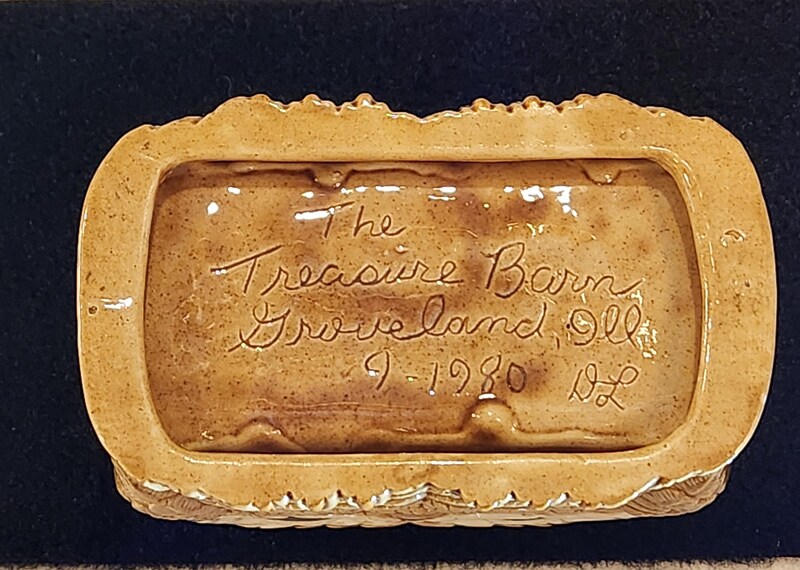 The
Treasure Barn
Groveland, Ill
9-1980 DL